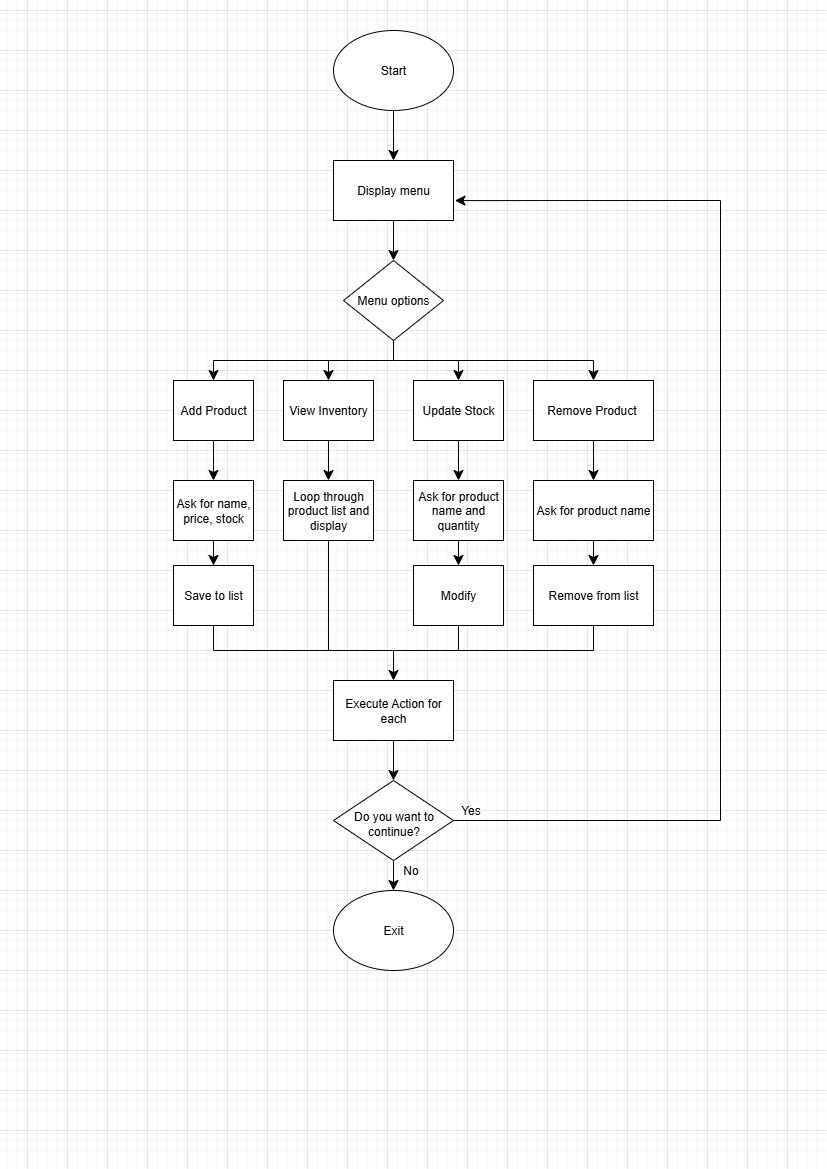 Start
Display menu
Menu options
Add Product
View Inventory
Update Stock
Remove Product
Ask for name,
price, stock
Loop through
product list and
display
Ask for product
name and
quantity
Ask for product name
Save to list
Modify
Remove from list
Execute Action for
each
Do you want to
continue?
Yes
No
Exit